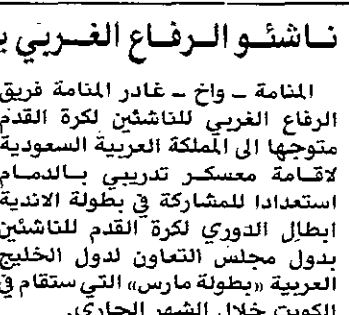 ناشئو الرفاع الغربي
المنامة ـ واخ ـ غادر المنامة فريق
الرفاع الغربي للناشئين لكرة القدم
متوجها الى المملكة العربية السعودية
لاقامة معسكر تدريبي بالدمام
استعدادا للمشاركة في بطولة الاندية
ابطال الدوري لكرة القدم للناشئين
بدول مجلس التعاون لدول الخليج
العربية «بطولة مارس» التي ستقام في
الكويت خلال الشهر الجاري.